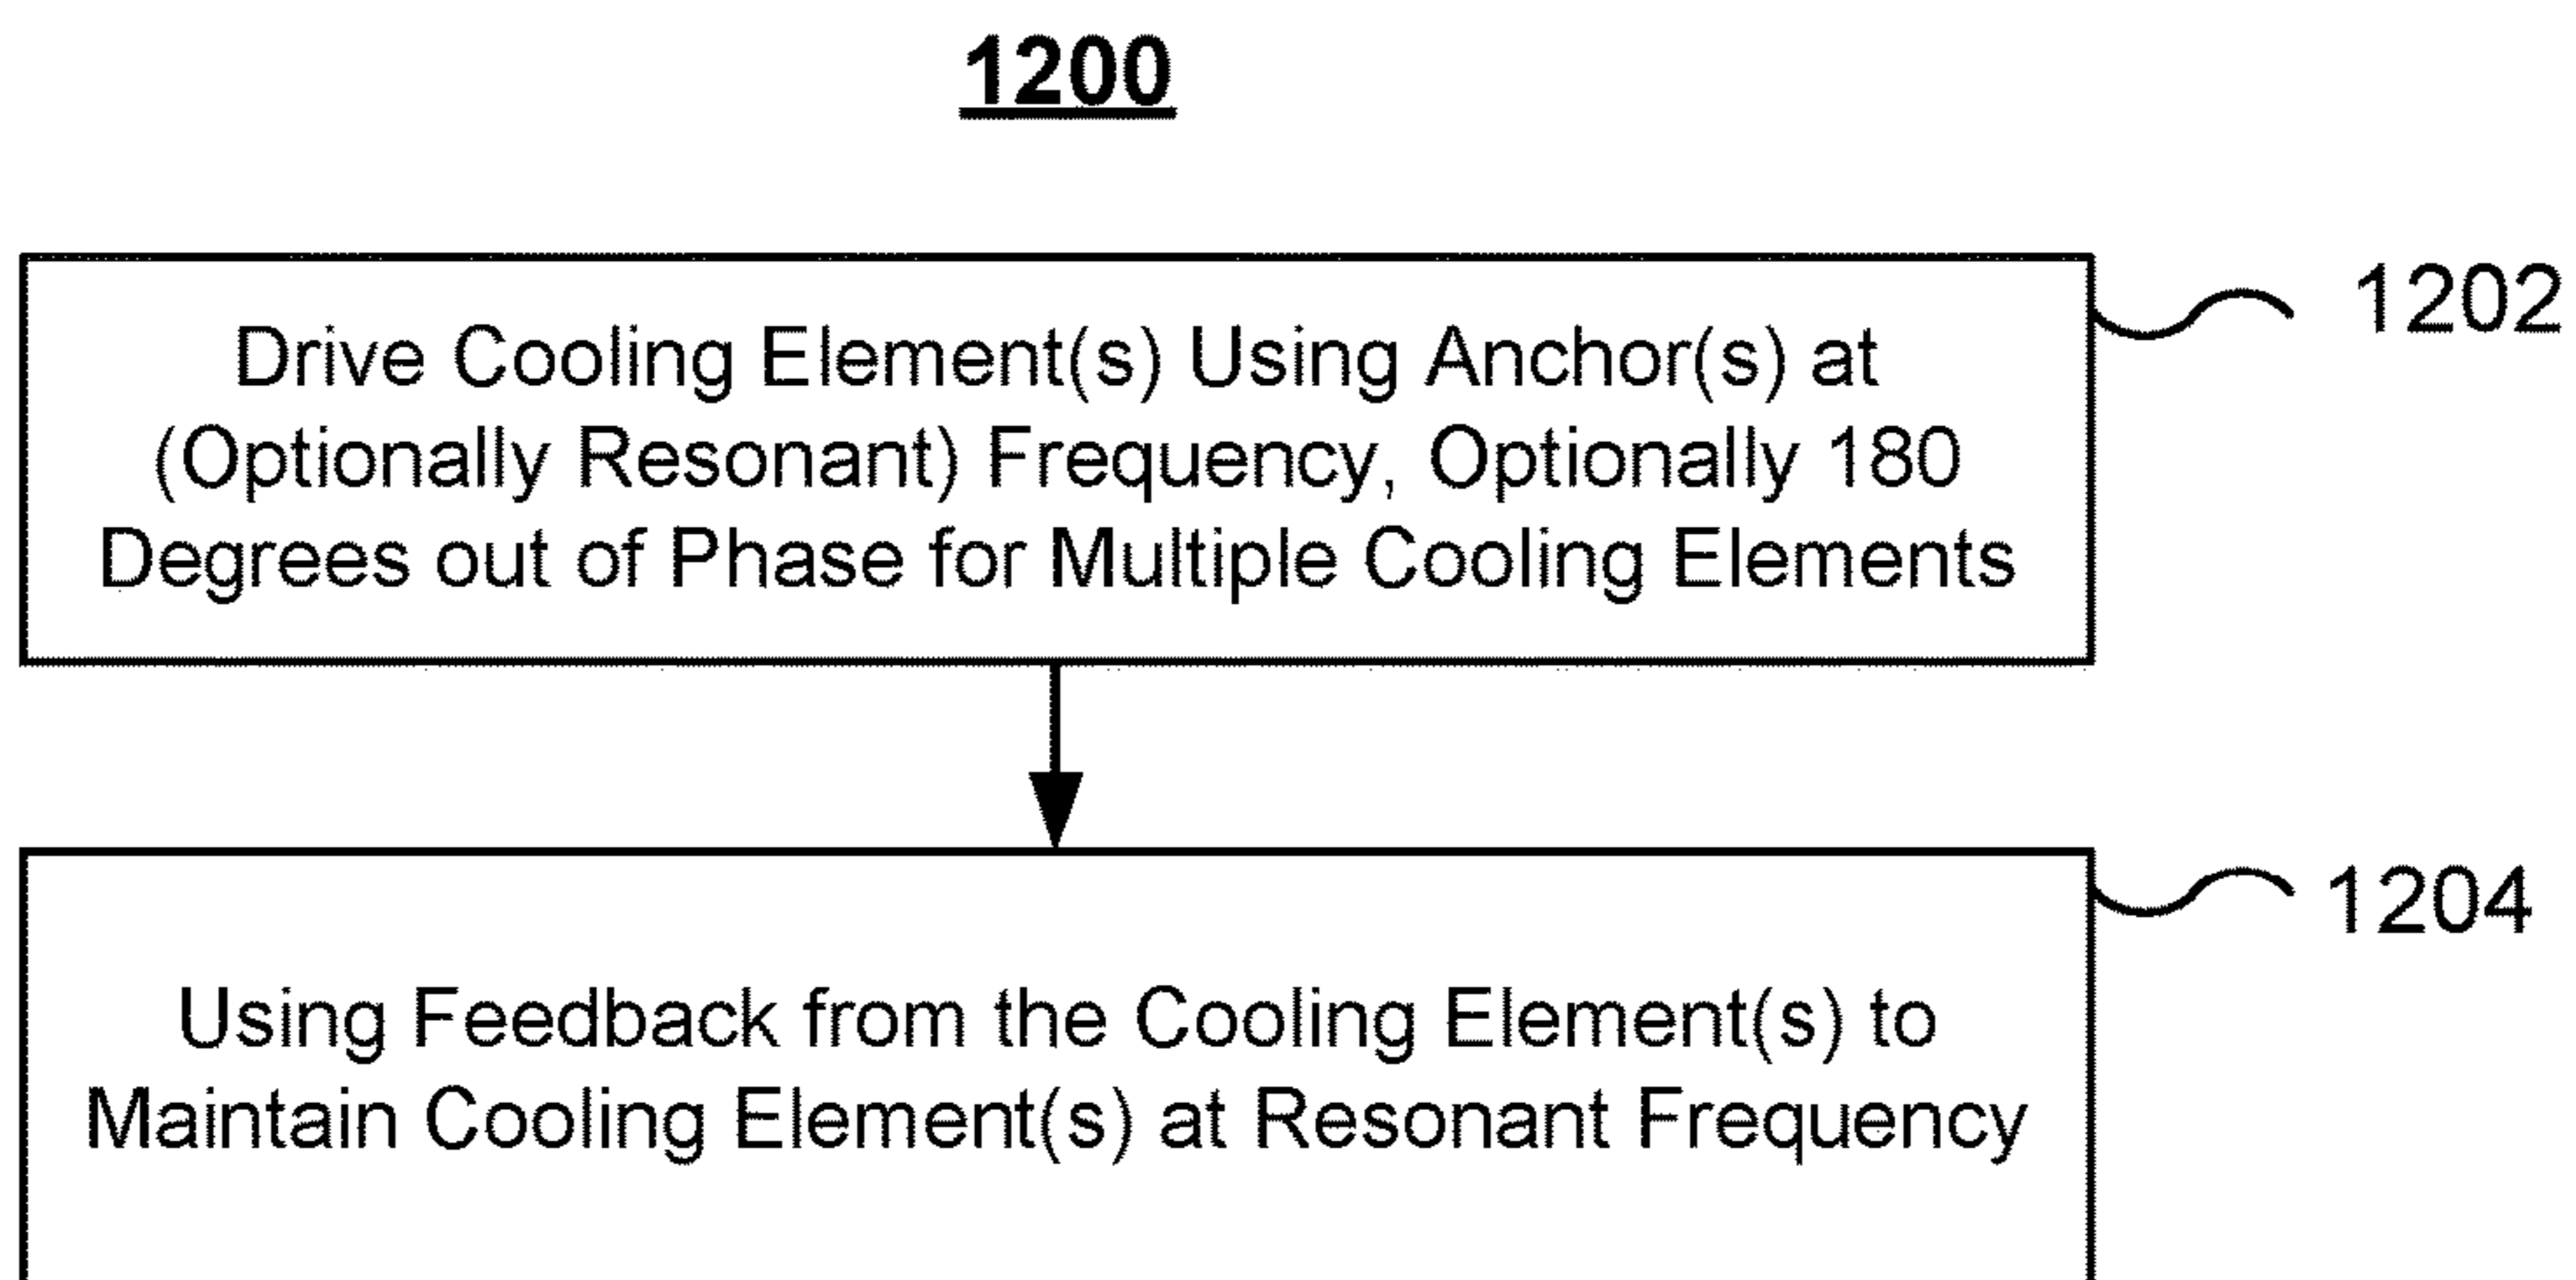 1200
Drive Cooling Element(s) Using Anchor(s) at
(Optionally Resonant) Frequency, Optionally 180
Degrees out of Phase for Multiple Cooling Elements
1202
Using Feedback from the Cooling Element(s) to
Maintain Cooling Element(s) at Resonant Frequency
1204